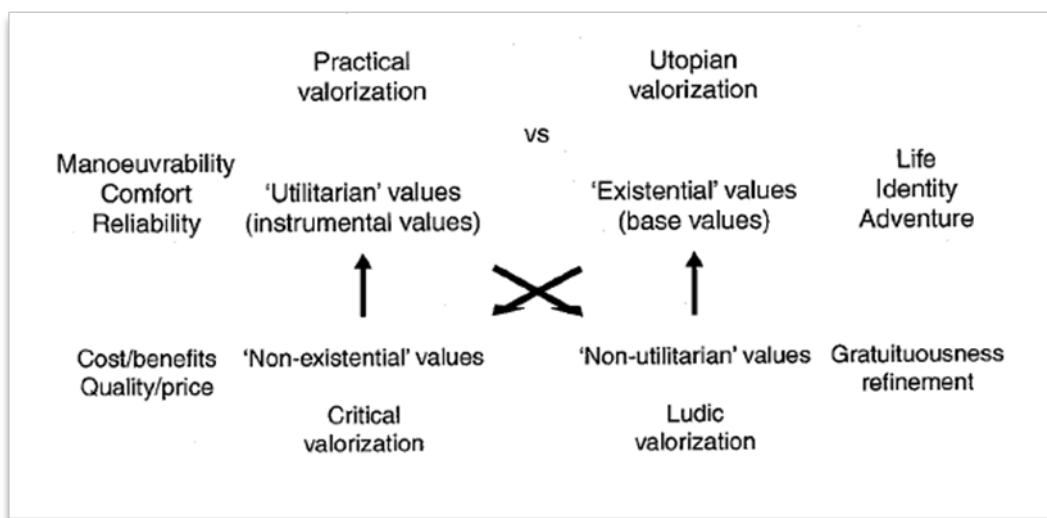 Practical
valorization
Utopian
valorization
vs
Manoeuvrability
Comfort
Reliability
'Utilitarian' values
(instrumental values)
'Existential' values
(base values)
Life
Identity
Adventure
Cost/benefits
Quality/price
'Non-existential' values
'Non-utilitarian' values
Gratuituousness
refinement
Critical
valorization
Ludic
valorization